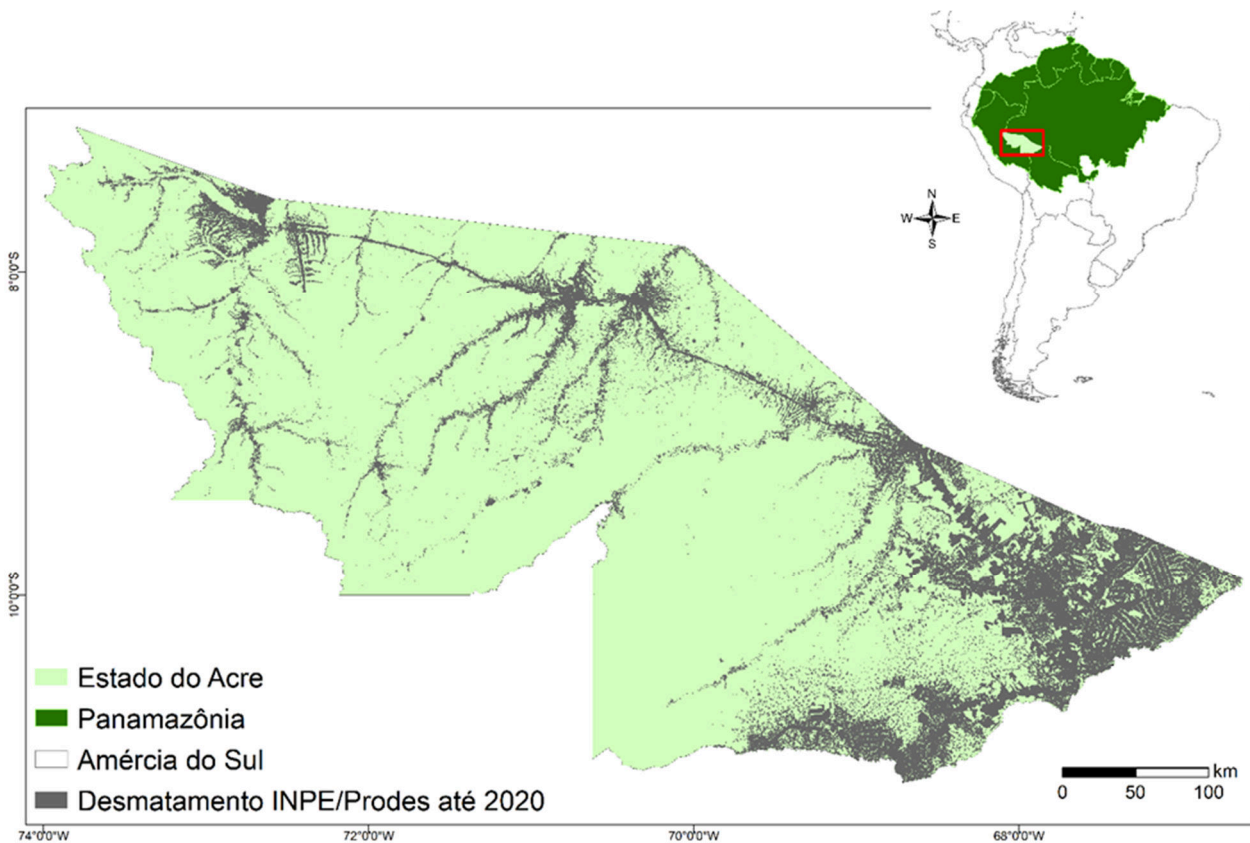 N
W E
S
8°0'0"S
10°0'0"S
Estado do Acre
Panamazônia
Amércia do Sul
Desmatamento INPE/Prodes até 2020
km
0 50 100
74°0'0"W 72°0'0"W 70°0'0"W 68°0'0"W